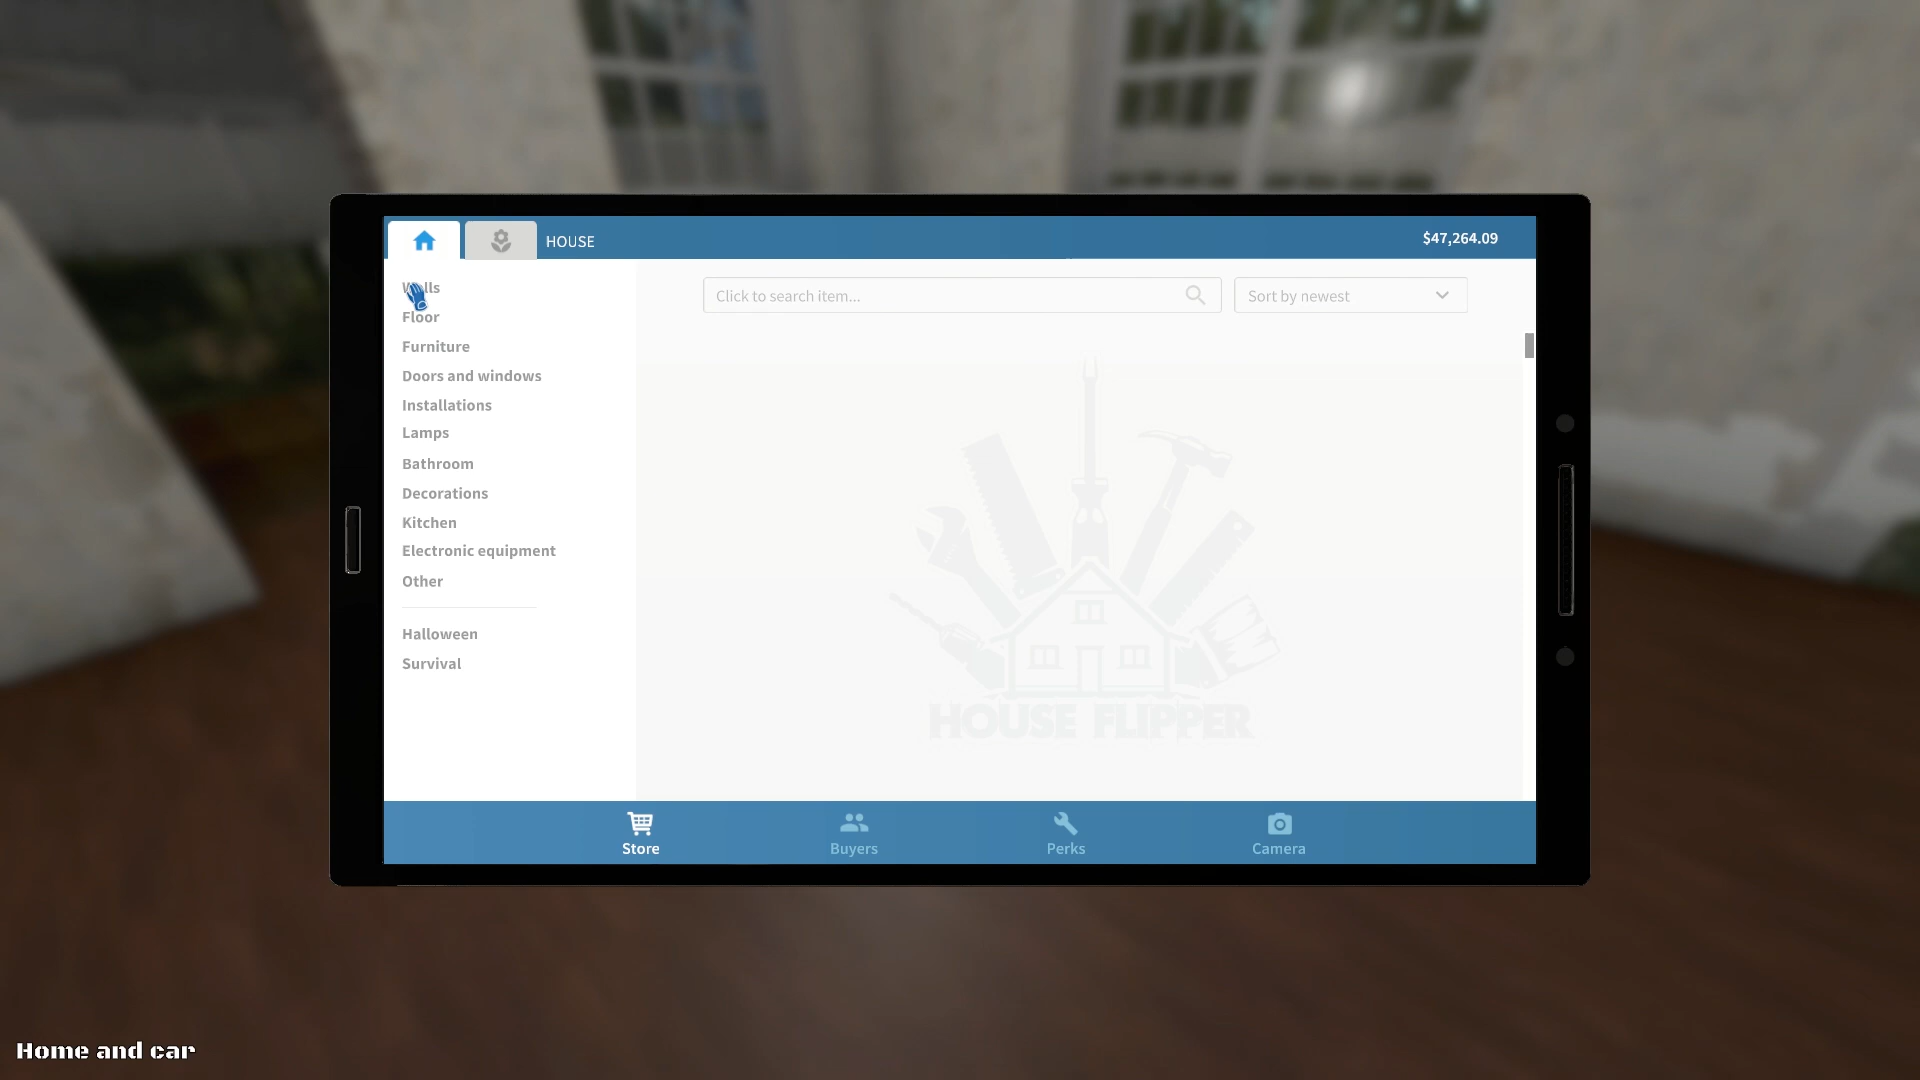 HOUSE
$47,264.09
Walls
Click to search item...
Sort by newest
Floor
Furniture
Doors and windows
Installations
Lamps
Bathroom
Decorations
Kitchen
Electronic equipment
Other
Halloween
Survival
HOUSE FLIPPER
Store
Buyers
Perks
Camera
Home and car